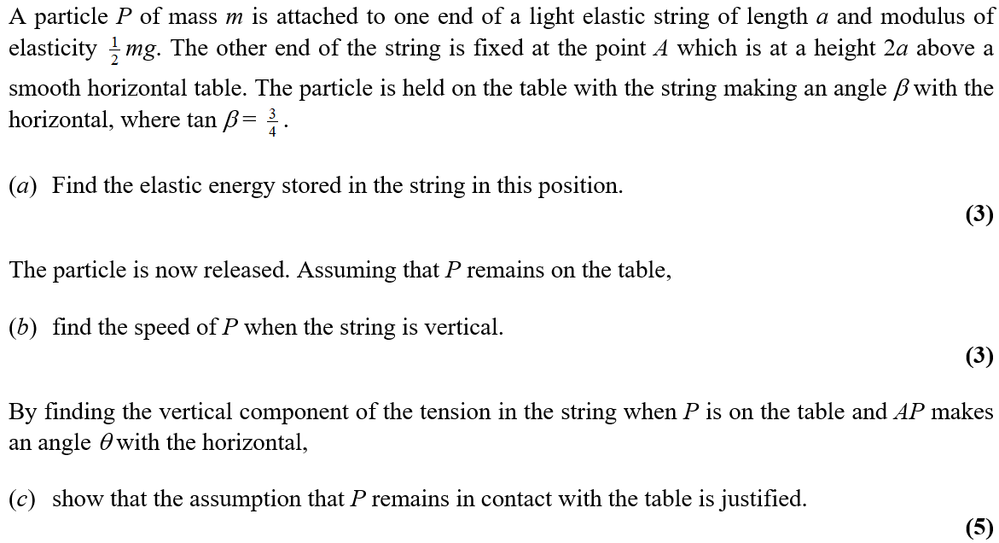 A particle P of mass m is attached to one end of a light elastic string of length a and modulus of
elasticity 1/2 mg. The other end of the string is fixed at the point A which is at a height 2a above a
smooth horizontal table. The particle is held on the table with the string making an angle β with the
horizontal, where tan β = 3/4 .
(a) Find the elastic energy stored in the string in this position.
(3)
The particle is now released. Assuming that P remains on the table,
(b) find the speed of P when the string is vertical.
(3)
By finding the vertical component of the tension in the string when P is on the table and AP makes
an angle θ with the horizontal,
(c) show that the assumption that P remains in contact with the table is justified.
(5)